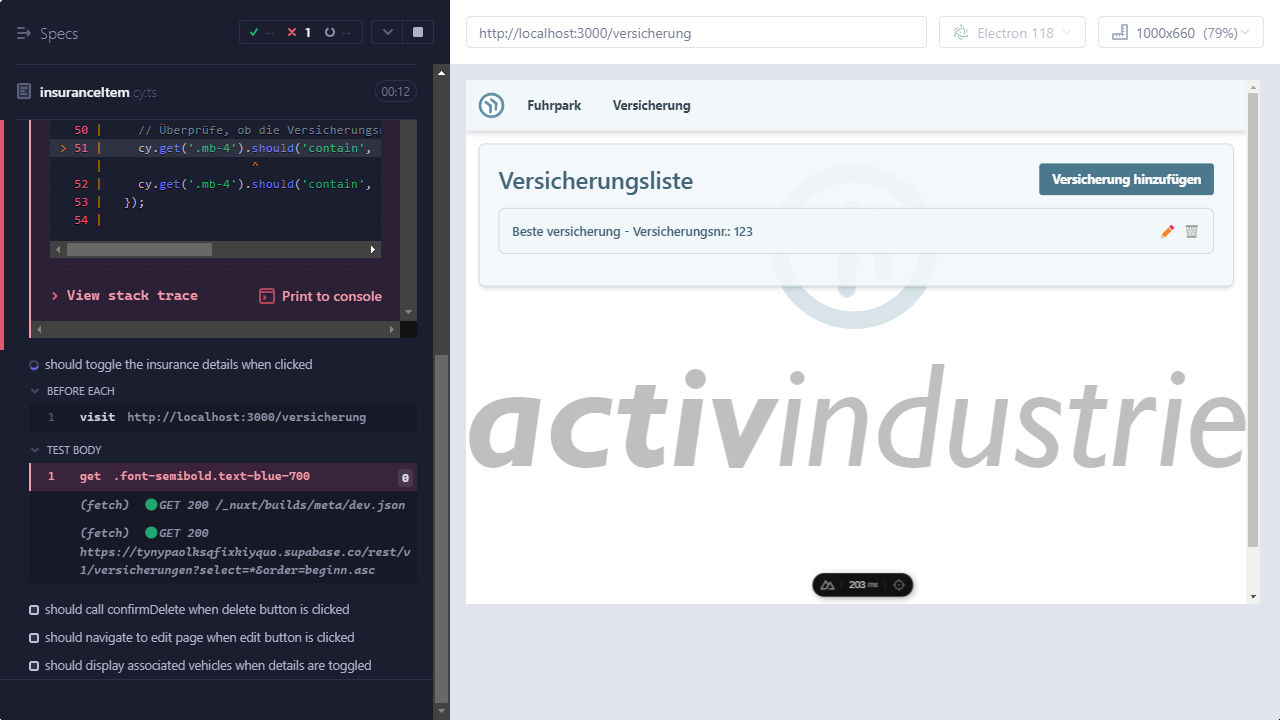 Specs
-- 1 --
insuranceItem.cy.ts
00:12
50 | // Überprüfe, ob die Versicherungs
> 51 | cy.get('.mb-4').should('contain',
| ^
52 | cy.get('.mb-4').should('contain',
53 | });
54 |
View stack trace
Print to console
should toggle the insurance details when clicked
BEFORE EACH
1 visit http://localhost:3000/versicherung
TEST BODY
1 get .font-semibold.text-blue-700 0
(fetch) GET 200 /_nuxt/builds/meta/dev.json
(fetch) GET 200
https://tynypaolksqfixkiyquo.supabase.co/rest/v
1/versicherungen?select=*&order=beginn.asc
should call confirmDelete when delete button is clicked
should navigate to edit page when edit button is clicked
should display associated vehicles when details are toggled
http://localhost:3000/versicherung
Electron 118
1000x660 (79%)
Fuhrpark Versicherung
Versicherungsliste
Versicherung hinzufügen
Beste versicherung - Versicherungsnr.: 123
activindustrie
203 ms